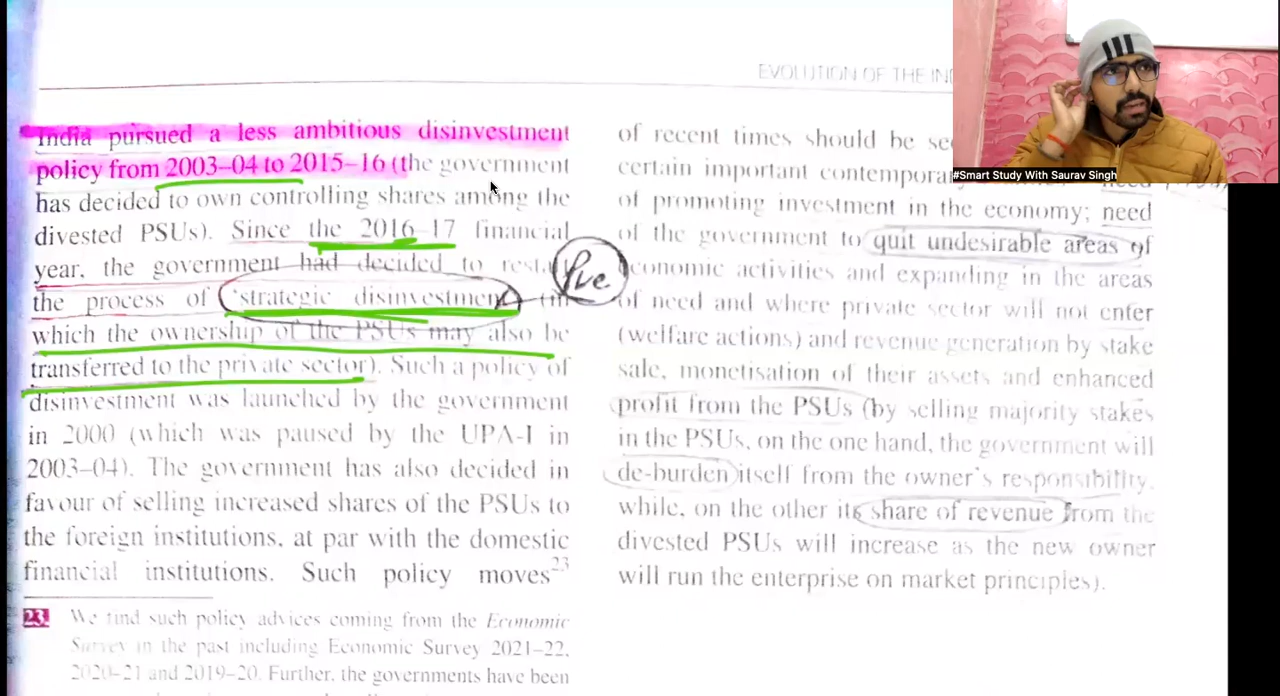 EVOLUTION OF THE IND
India pursued a less ambitious disinvestment
policy from 2003–04 to 2015–16 (the government
has decided to own controlling shares among the
divested PSUs). Since the 2016–17 financial
year, the government had decided to
the process of 'strategic disinvestment'
which the ownership of the PSUs may also be
transferred to the private sector). Such a policy of
disinvestment was launched by the government
in 2000 (which was paused by the UPA-I in
2003–04). The government has also decided in
favour of selling increased shares of the PSUs to
the foreign institutions, at par with the domestic
financial institutions. Such policy moves23
23. We find such policy advices coming from the Economic
Survey in the past including Economic Survey 2021–22,
2020–21 and 2019–20. Further, the governments have been
Pve
of recent times should be
certain important contemporary
of promoting investment in the economy; need
of the government to quit undesirable areas of
economic activities and expanding in the areas
of need and where private sector will not enter
(welfare actions) and revenue generation by stake
sale, monetisation of their assets and enhanced
profit from the PSUs (by selling majority stakes
in the PSUs, on the one hand, the government will
de-burden itself from the owner's responsibility,
while, on the other its share of revenue from the
divested PSUs will increase as the new owner
will run the enterprise on market principles).
#Smart Study With Saurav Singh